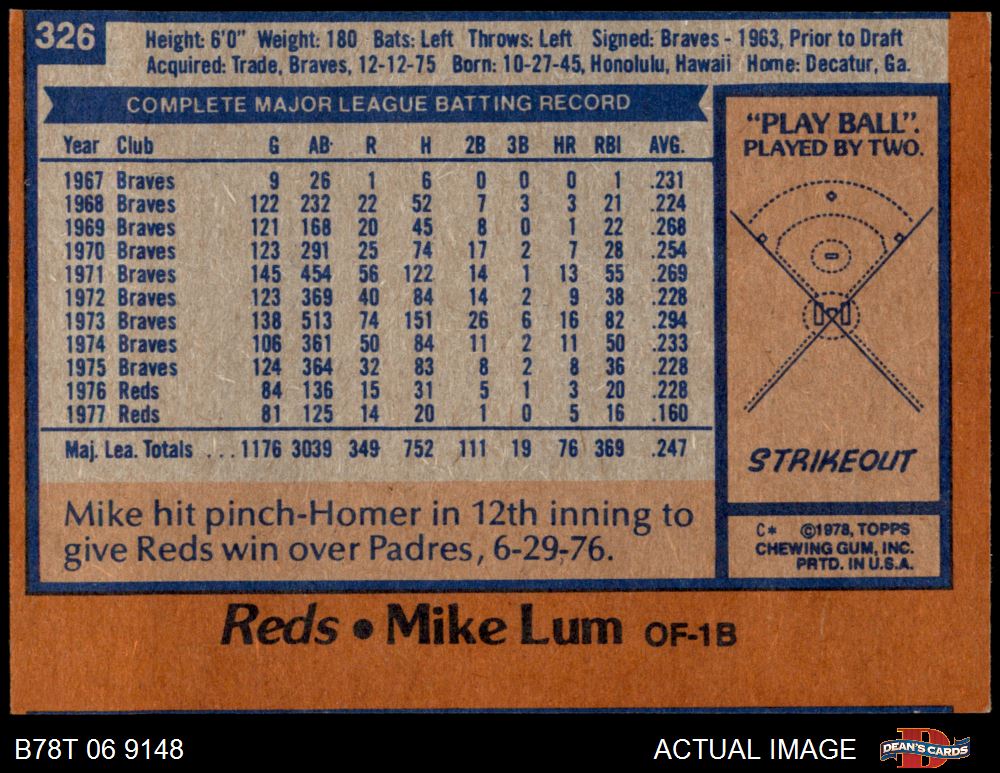 326
Height: 6'0" Weight: 180 Bats: Left Throws: Left Signed: Braves - 1963, Prior to Draft
Acquired: Trade, Braves, 12-12-75 Born: 10-27-45, Honolulu, Hawaii Home: Decatur, Ga.
COMPLETE MAJOR LEAGUE BATTING RECORD
Year Club G AB R H 2B 3B HR RBI AVG.
1967 Braves 9 26 1 6 0 0 0 1 .231
1968 Braves 122 232 22 52 7 3 3 21 .224
1969 Braves 121 168 20 45 8 0 1 22 .268
1970 Braves 123 291 25 74 17 2 7 28 .254
1971 Braves 145 454 56 122 14 1 13 55 .269
1972 Braves 123 369 40 84 14 2 9 38 .228
1973 Braves 138 513 74 151 26 6 16 82 .294
1974 Braves 106 361 50 84 11 2 11 50 .233
1975 Braves 124 364 32 83 8 2 8 36 .228
1976 Reds 84 136 15 31 5 1 3 20 .228
1977 Reds 81 125 14 20 1 0 5 16 .160
Maj. Lea. Totals ...1176 3039 349 752 111 19 76 369 .247
Mike hit pinch-Homer in 12th inning to
give Reds win over Padres, 6-29-76.
"PLAY BALL".
PLAYED BY TWO.
STRIKEOUT
C* ©1978, TOPPS
CHEWING GUM, INC.
PRTD. IN U.S.A.
Reds • Mike Lum OF-1B
B78T 06 9148
ACTUAL IMAGE
DEAN'S CARDS